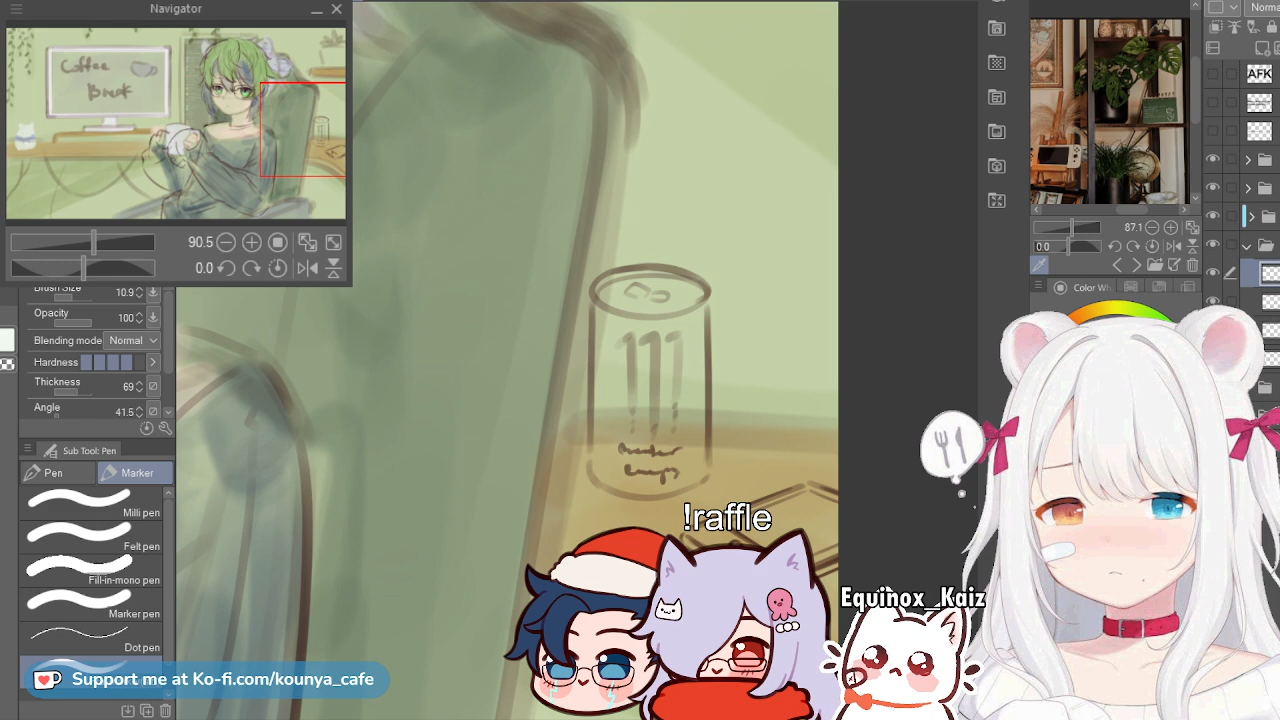 Navigator
Coffee
Break
90.5
0.0
Brush Size
10.9
Opacity
100
Blending mode
Normal
Hardness
Thickness
69
Angle
41.5
Sub Tool: Pen
Pen
Marker
Milli pen
Felt pen
Fill-in-mono pen
Marker pen
Dot pen
Support me at Ko-fi.com/kounya_cafe
!raffle
Equinox_Kaiz
87.1
0.0
Color Wh
Norma
AFK